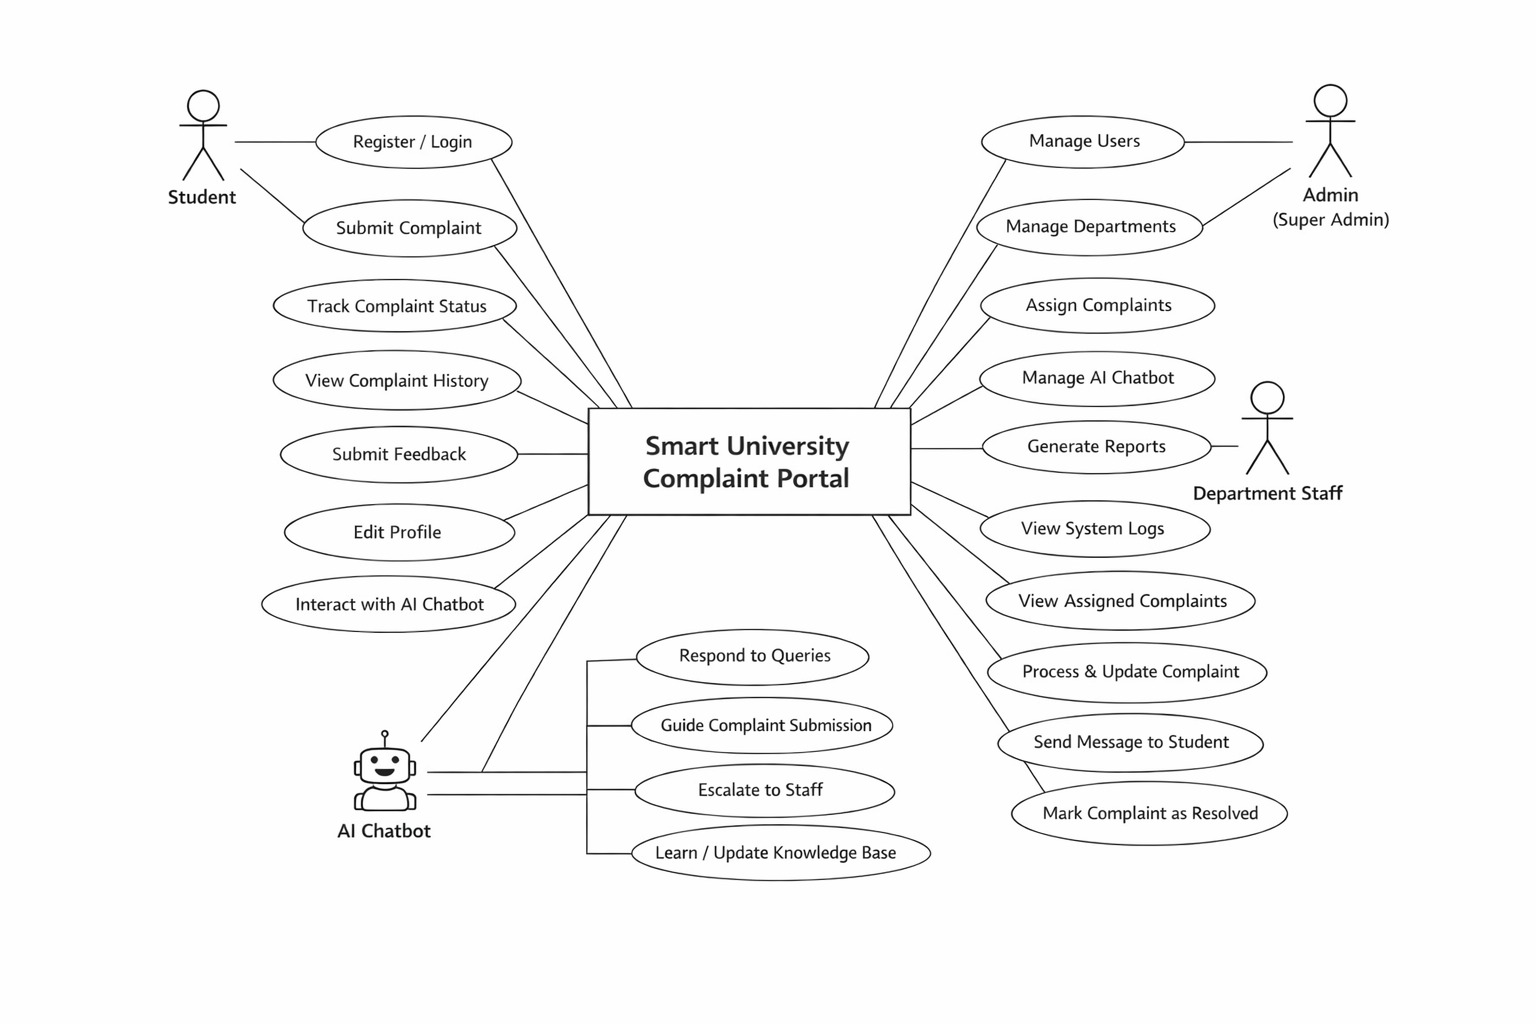 Student
Register / Login
Submit Complaint
Track Complaint Status
View Complaint History
Submit Feedback
Edit Profile
Interact with AI Chatbot
Smart University
Complaint Portal
AI Chatbot
Respond to Queries
Guide Complaint Submission
Escalate to Staff
Learn / Update Knowledge Base
Manage Users
Manage Departments
Assign Complaints
Manage AI Chatbot
Generate Reports
View System Logs
View Assigned Complaints
Process & Update Complaint
Send Message to Student
Mark Complaint as Resolved
Admin
(Super Admin)
Department Staff